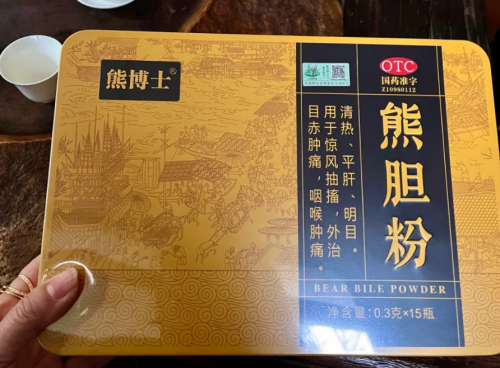 熊博士®
OTC
国药准字
Z10980112
熊胆粉
清热、平肝、明目。
用于惊风抽搐,外治
目赤肿痛,咽喉肿痛。
BEAR BILE POWDER
净含量:0.3克×15瓶